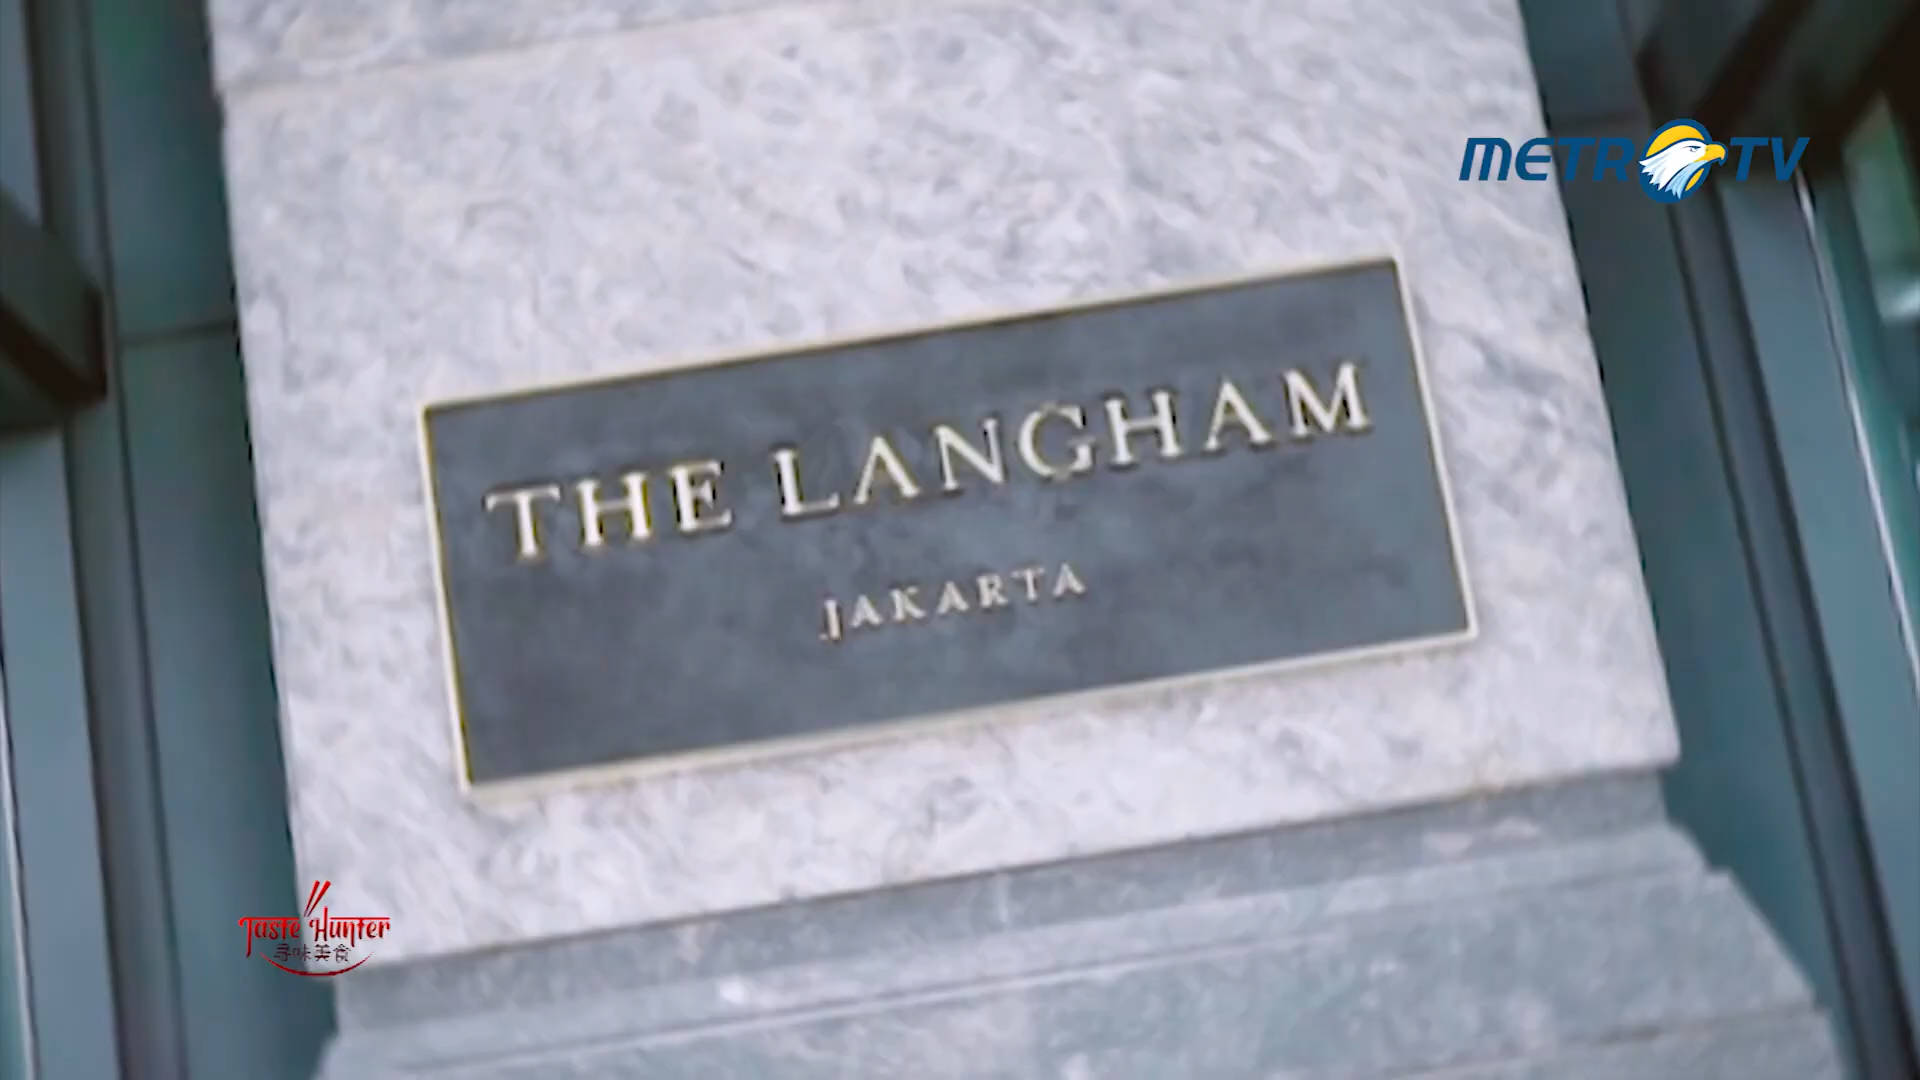 METRO TV
THE LANGHAM
JAKARTA
Taste Hunter
寻味美食